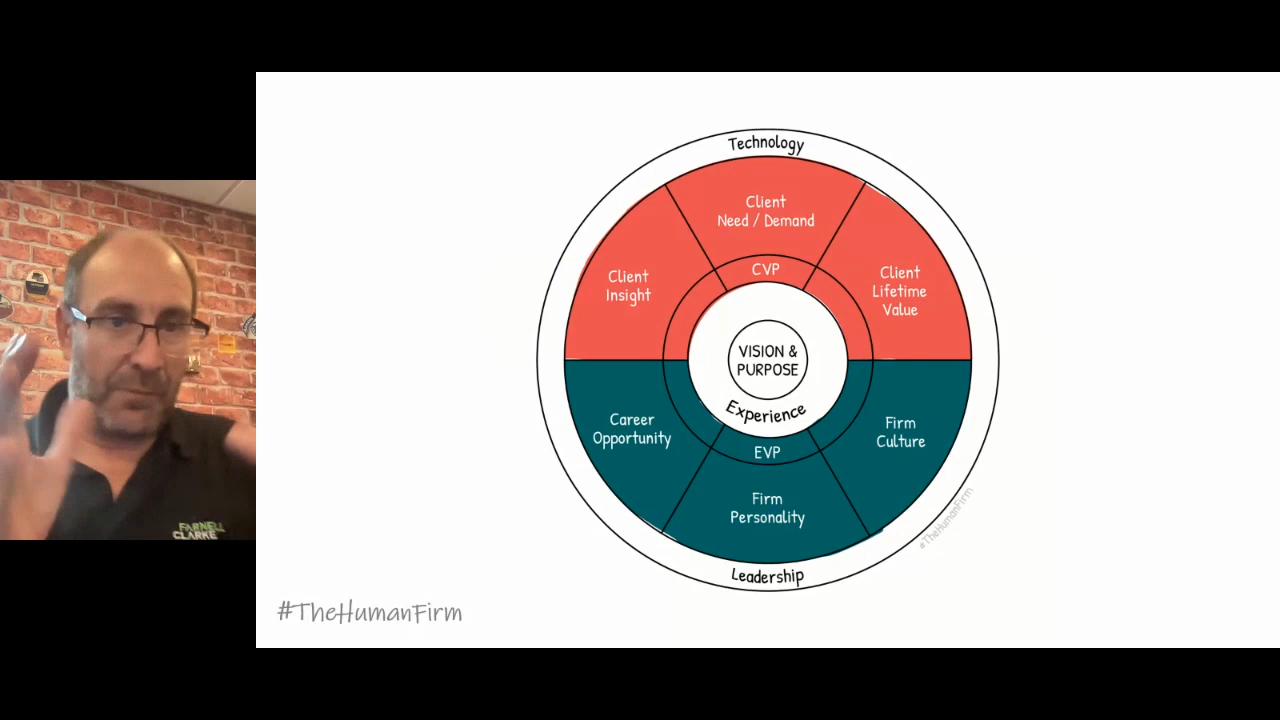 Technology
Client
Need / Demand
Client
Insight
Client
Lifetime
Value
CVP
VISION &
PURPOSE
Experience
EVP
Career
Opportunity
Firm
Culture
Firm
Personality
Leadership
#TheHumanFirm
#TheHumanFirm
FARNELL
CLARKE